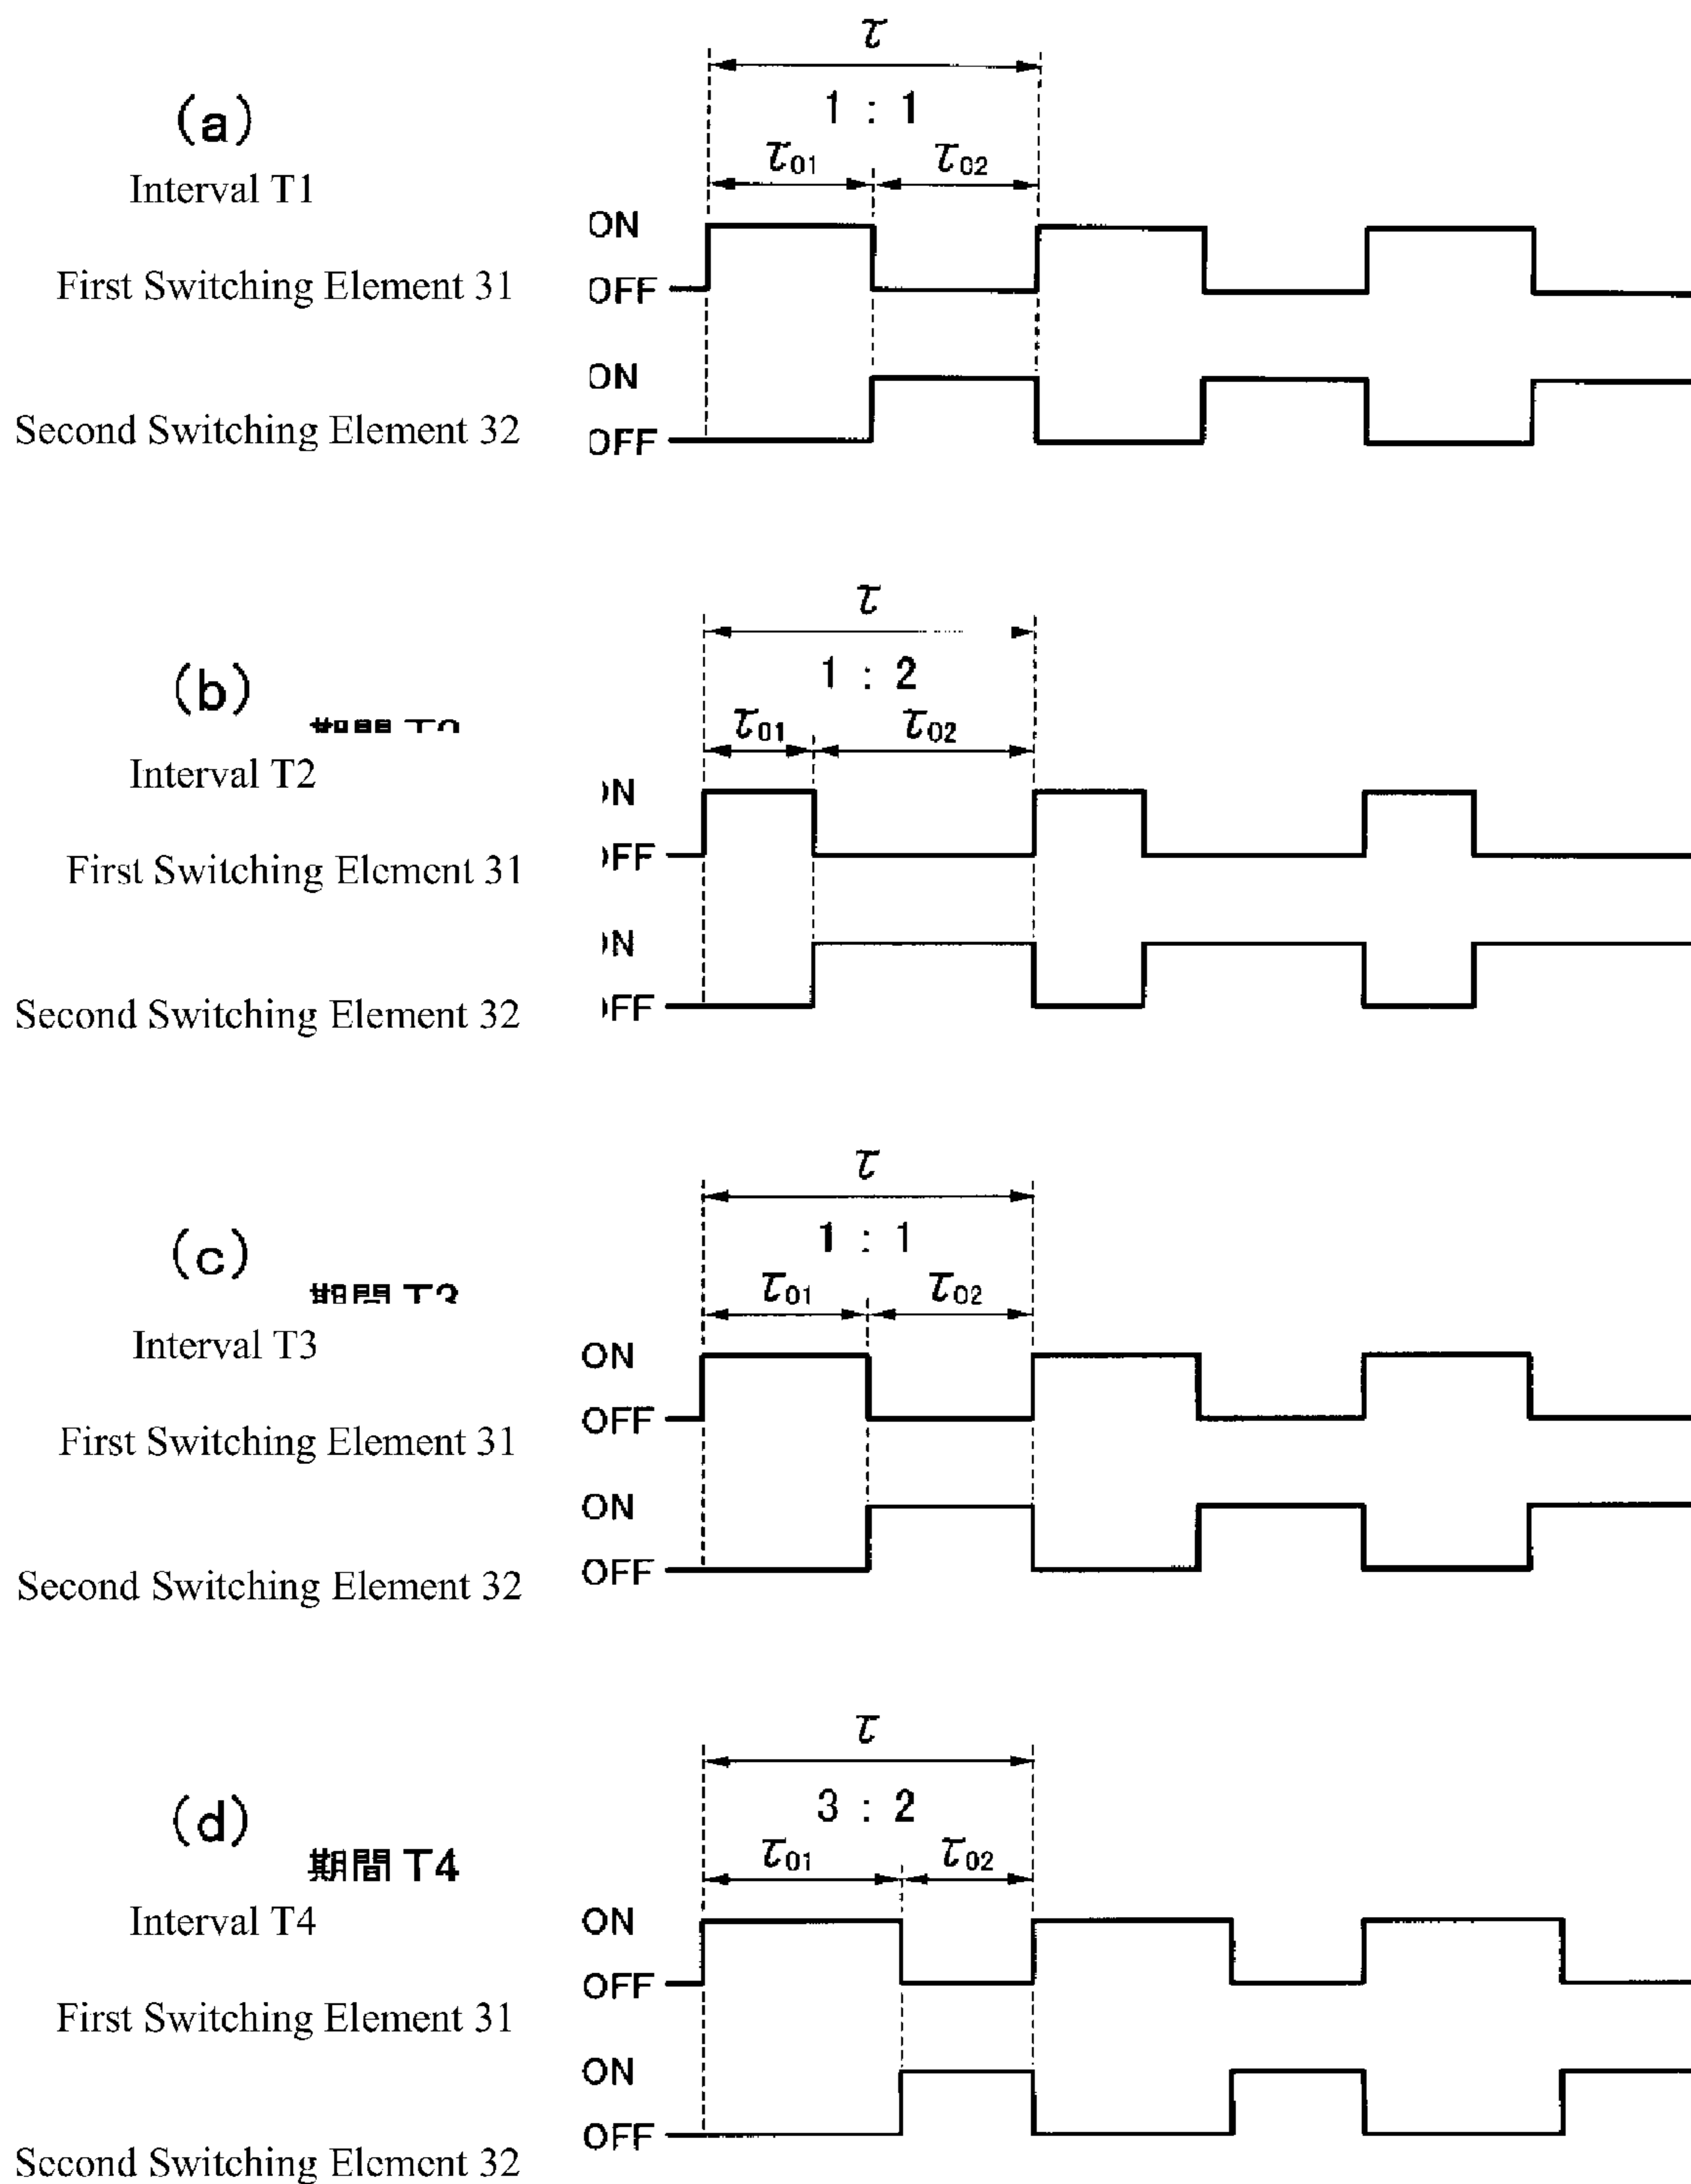 τ
(a)
1 : 1
Interval T1
τ01 τ02
ON
First Switching Element 31
OFF
ON
Second Switching Element 32
OFF
τ
(b)
1 : 2
τ01 τ02
Interval T2
First Switching Element 31
Second Switching Element 32
τ
(c)
1 : 1
期間 T3
τ01 τ02
Interval T3
ON
First Switching Element 31
OFF
ON
Second Switching Element 32
OFF
τ
(d)
3 : 2
期間 T4
τ01 τ02
Interval T4
ON
First Switching Element 31
OFF
ON
Second Switching Element 32
OFF